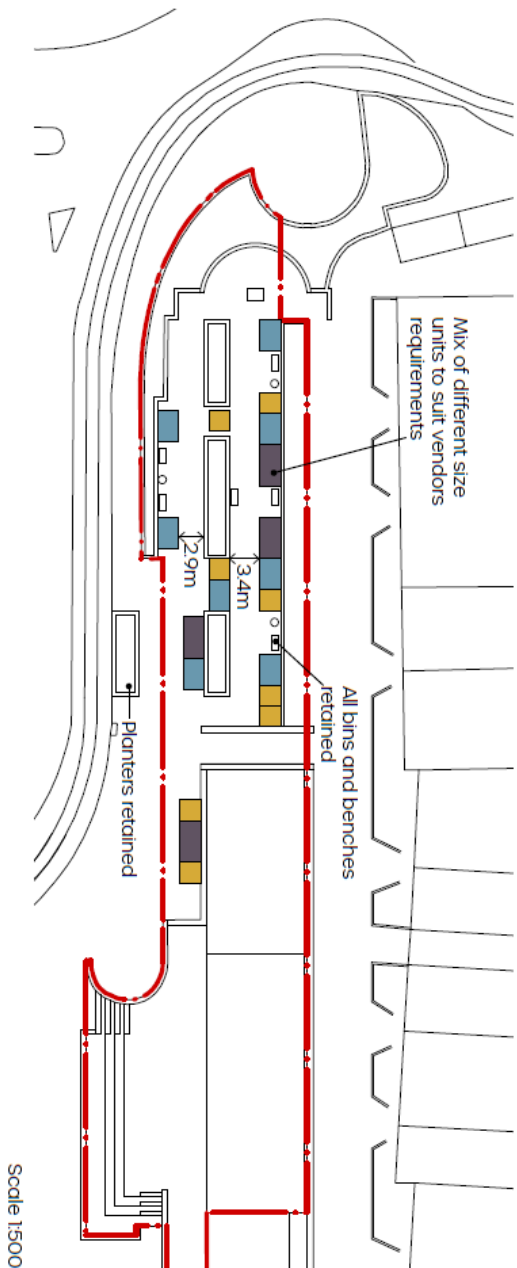 Mix of different size
units to suit vendors
requirements
3.4m
2.9m
All bins and benches
retained
Planters retained
Scale 1:500